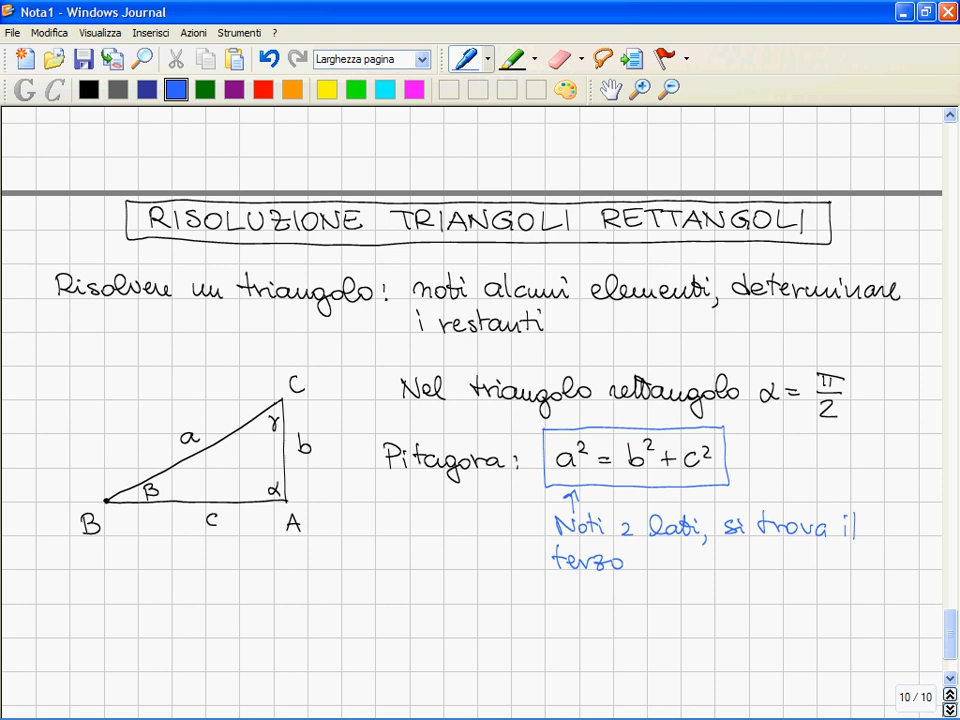 Nota1 - Windows Journal
File Modifica Visualizza Inserisci Azioni Strumenti ?
Larghezza pagina
G C
RISOLUZIONE TRIANGOLI RETTANGOLI
Risolvere un triangolo: noti alcuni elementi, determinare
i restanti
C
Nel triangolo rettangolo α = π/2
γ
a
b
Pitagora: a² = b² + c²
β
α
B
c
A
Noti 2 lati, si trova il
terzo
10 / 10